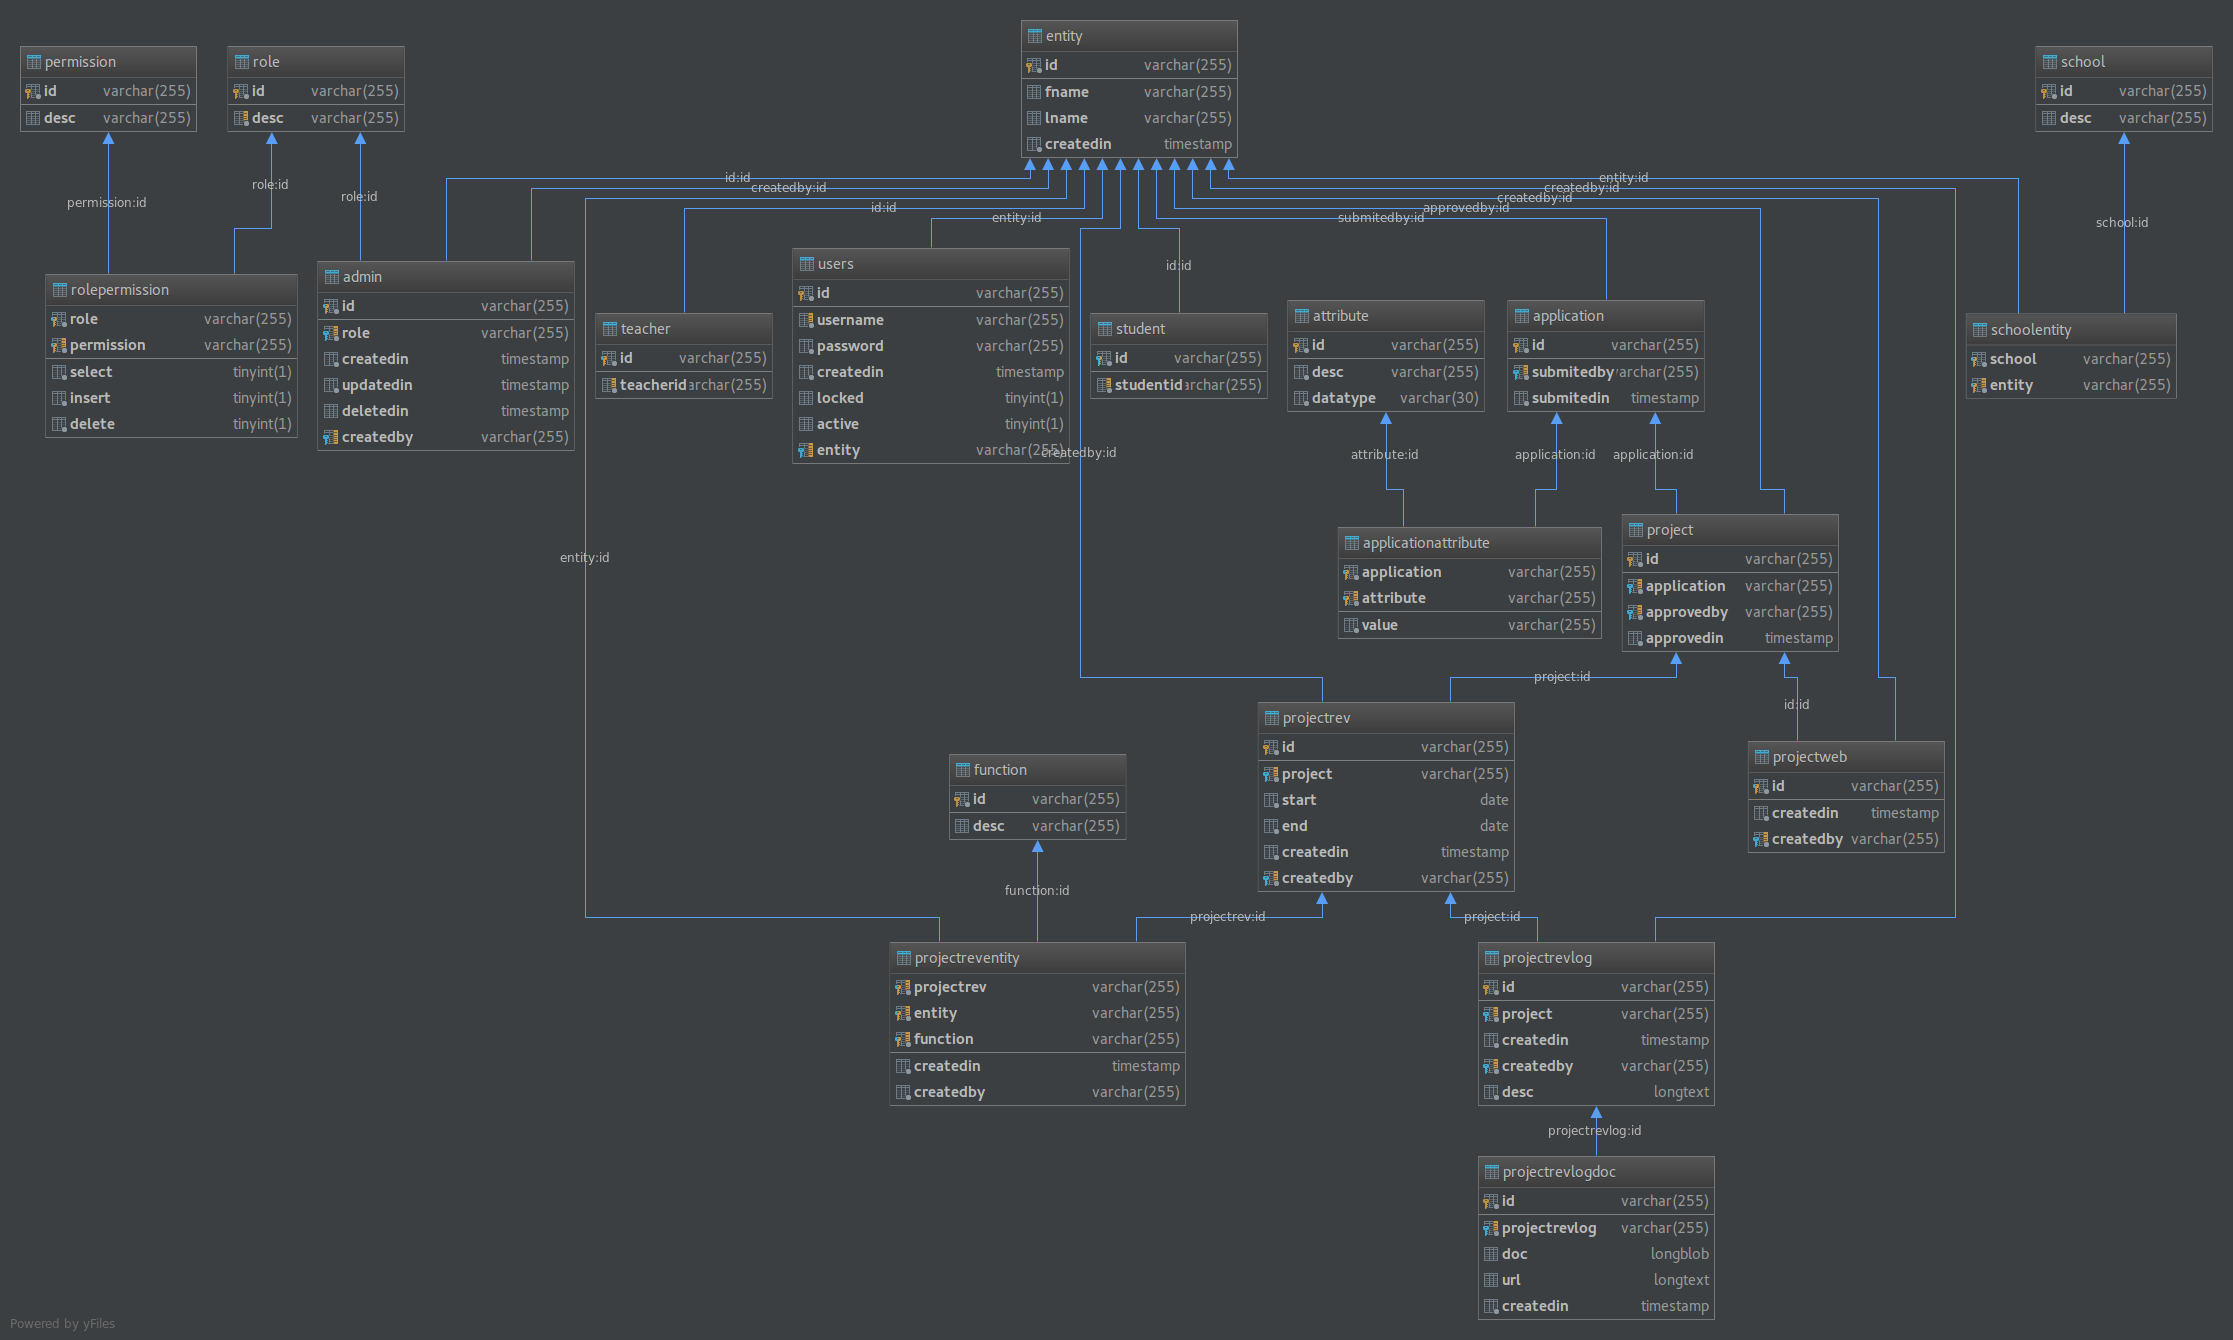 entity
id varchar(255)
fname varchar(255)
lname varchar(255)
createdin timestamp
permission
id varchar(255)
desc varchar(255)
role
id varchar(255)
desc varchar(255)
school
id varchar(255)
desc varchar(255)
id:id
createdby:id
id:id
entity:id
entity:id
createdby:id
createdby:id
approvedby:id
submitedby:id
permission:id
role:id
role:id
id:id
school:id
rolepermission
role varchar(255)
permission varchar(255)
select tinyint(1)
insert tinyint(1)
delete tinyint(1)
admin
id varchar(255)
role varchar(255)
createdin timestamp
updatedin timestamp
deletedin timestamp
createdby varchar(255)
teacher
id varchar(255)
teacherid archar(255)
users
id varchar(255)
username varchar(255)
password varchar(255)
createdin timestamp
locked tinyint(1)
active tinyint(1)
entity varchar(255)
createdby:id
student
id varchar(255)
studentid archar(255)
attribute
id varchar(255)
desc varchar(255)
datatype varchar(30)
application
id varchar(255)
submitedby varchar(255)
submitedin timestamp
schoolentity
school varchar(255)
entity varchar(255)
attribute:id
application:id
application:id
entity:id
applicationattribute
application varchar(255)
attribute varchar(255)
value varchar(255)
project
id varchar(255)
application varchar(255)
approvedby varchar(255)
approvedin timestamp
project:id
id:id
projectrev
id varchar(255)
project varchar(255)
start date
end date
createdin timestamp
createdby varchar(255)
projectweb
id varchar(255)
createdin timestamp
createdby varchar(255)
function
id varchar(255)
desc varchar(255)
function:id
projectrev:id
project:id
projectreventity
projectrev varchar(255)
entity varchar(255)
function varchar(255)
createdin timestamp
createdby varchar(255)
projectrevlog
id varchar(255)
project varchar(255)
createdin timestamp
createdby varchar(255)
desc longtext
projectrevlog:id
projectrevlogdoc
id varchar(255)
projectrevlog varchar(255)
doc longblob
url longtext
createdin timestamp
Powered by yFiles